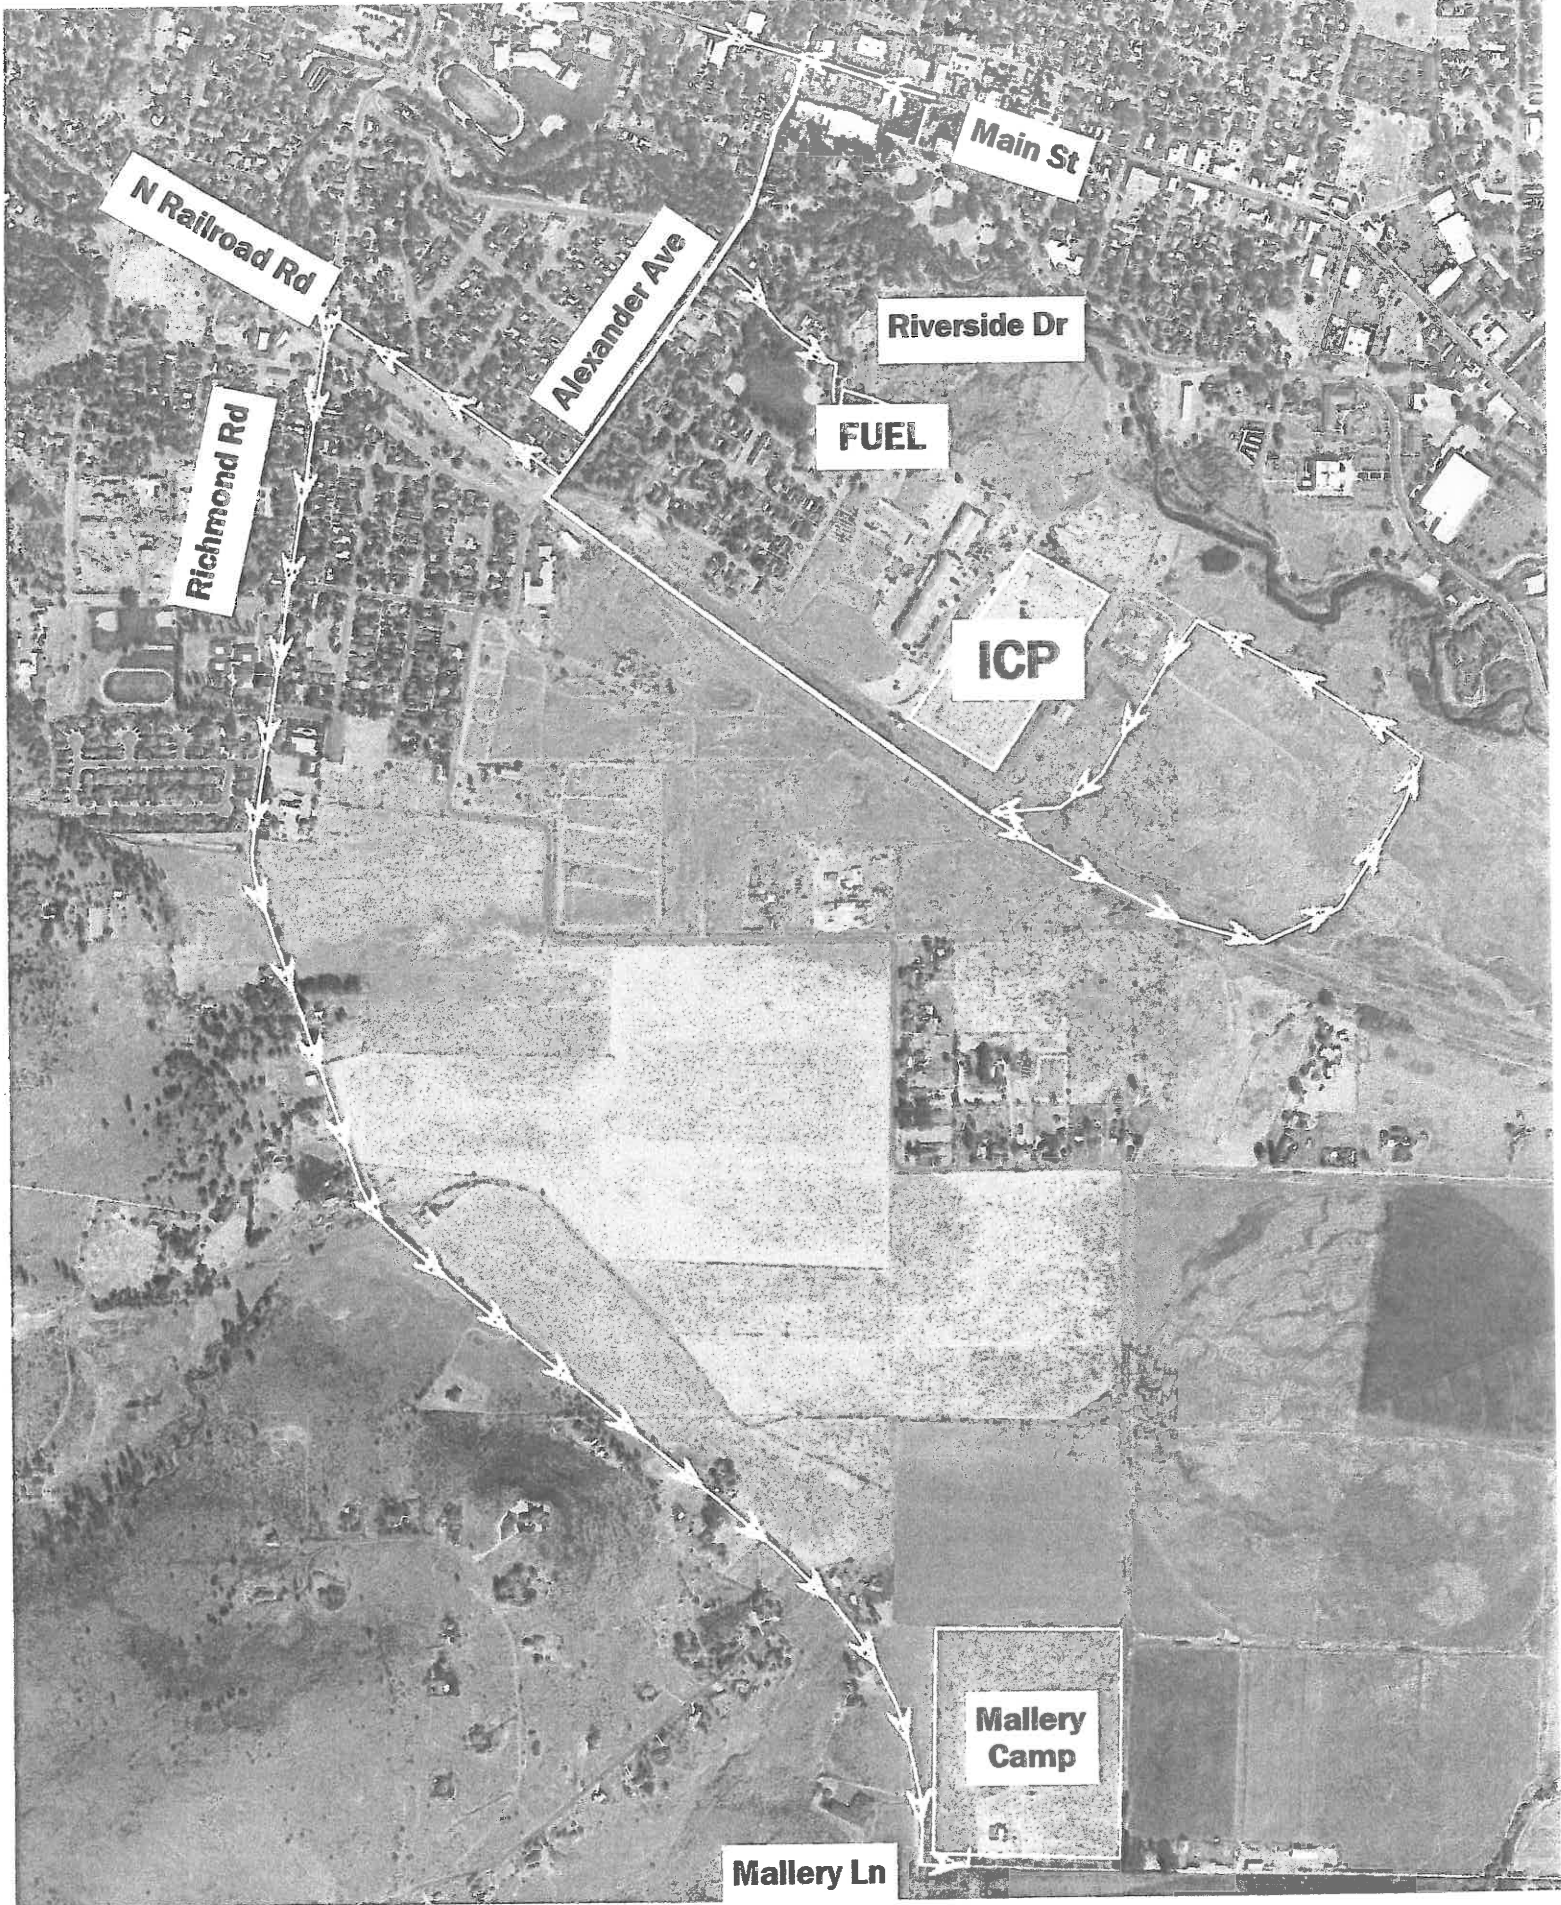 Main St
N Railroad Rd
Alexander Ave
Riverside Dr
FUEL
Richmond Rd
ICP
Mallery
Camp
Mallery Ln